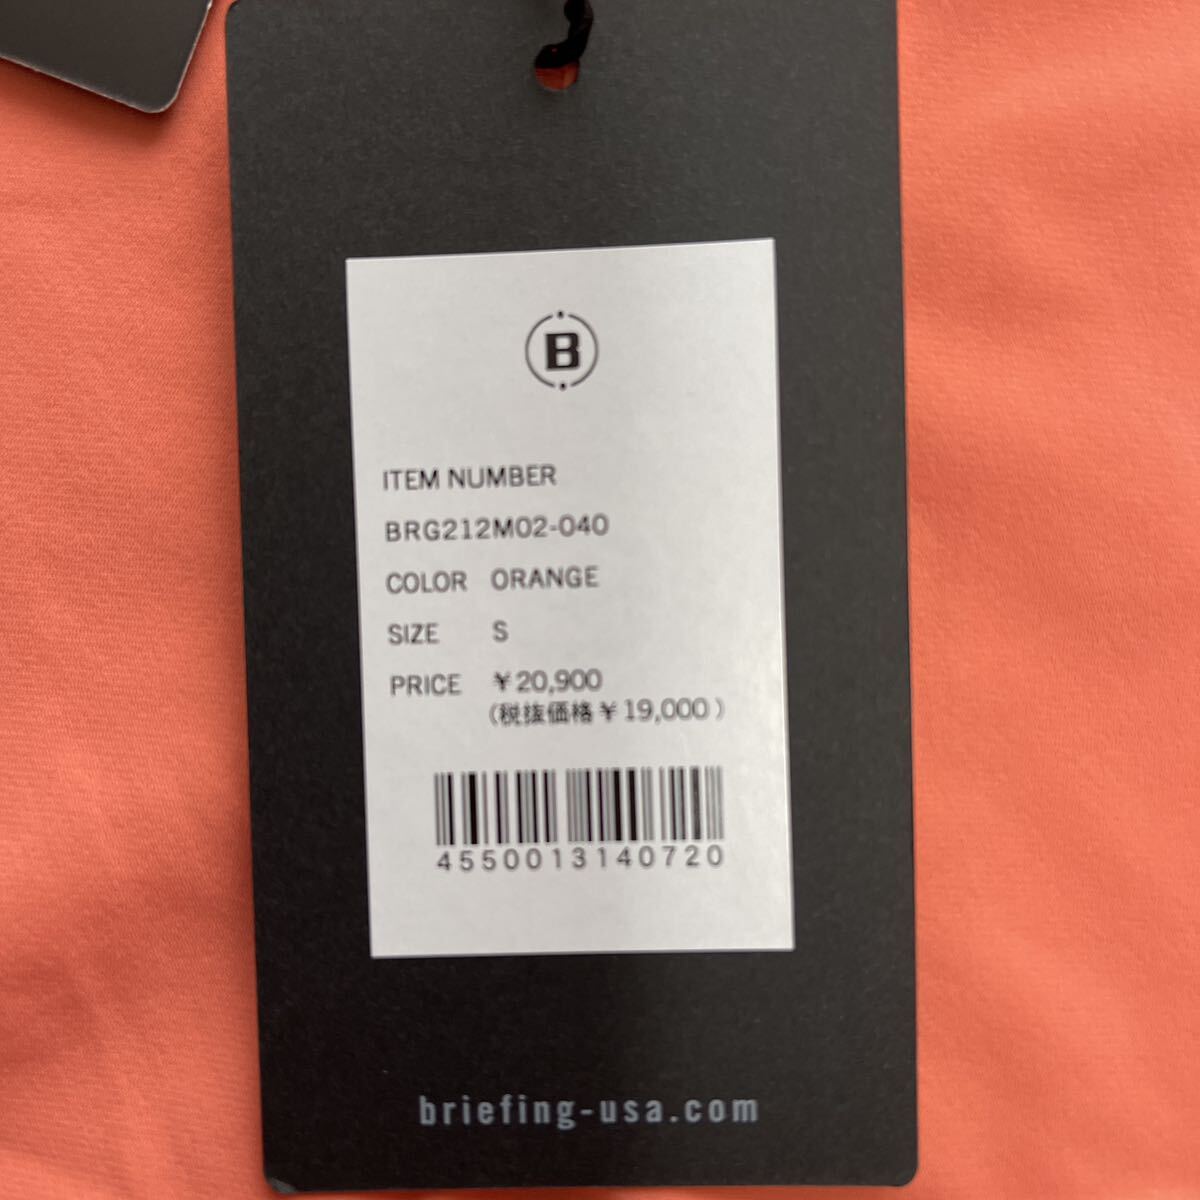 B
ITEM NUMBER
BRG212M02-040
COLOR ORANGE
SIZE S
PRICE ¥20,900
(税抜価格¥19,000)
4550013140720
briefing-usa.com